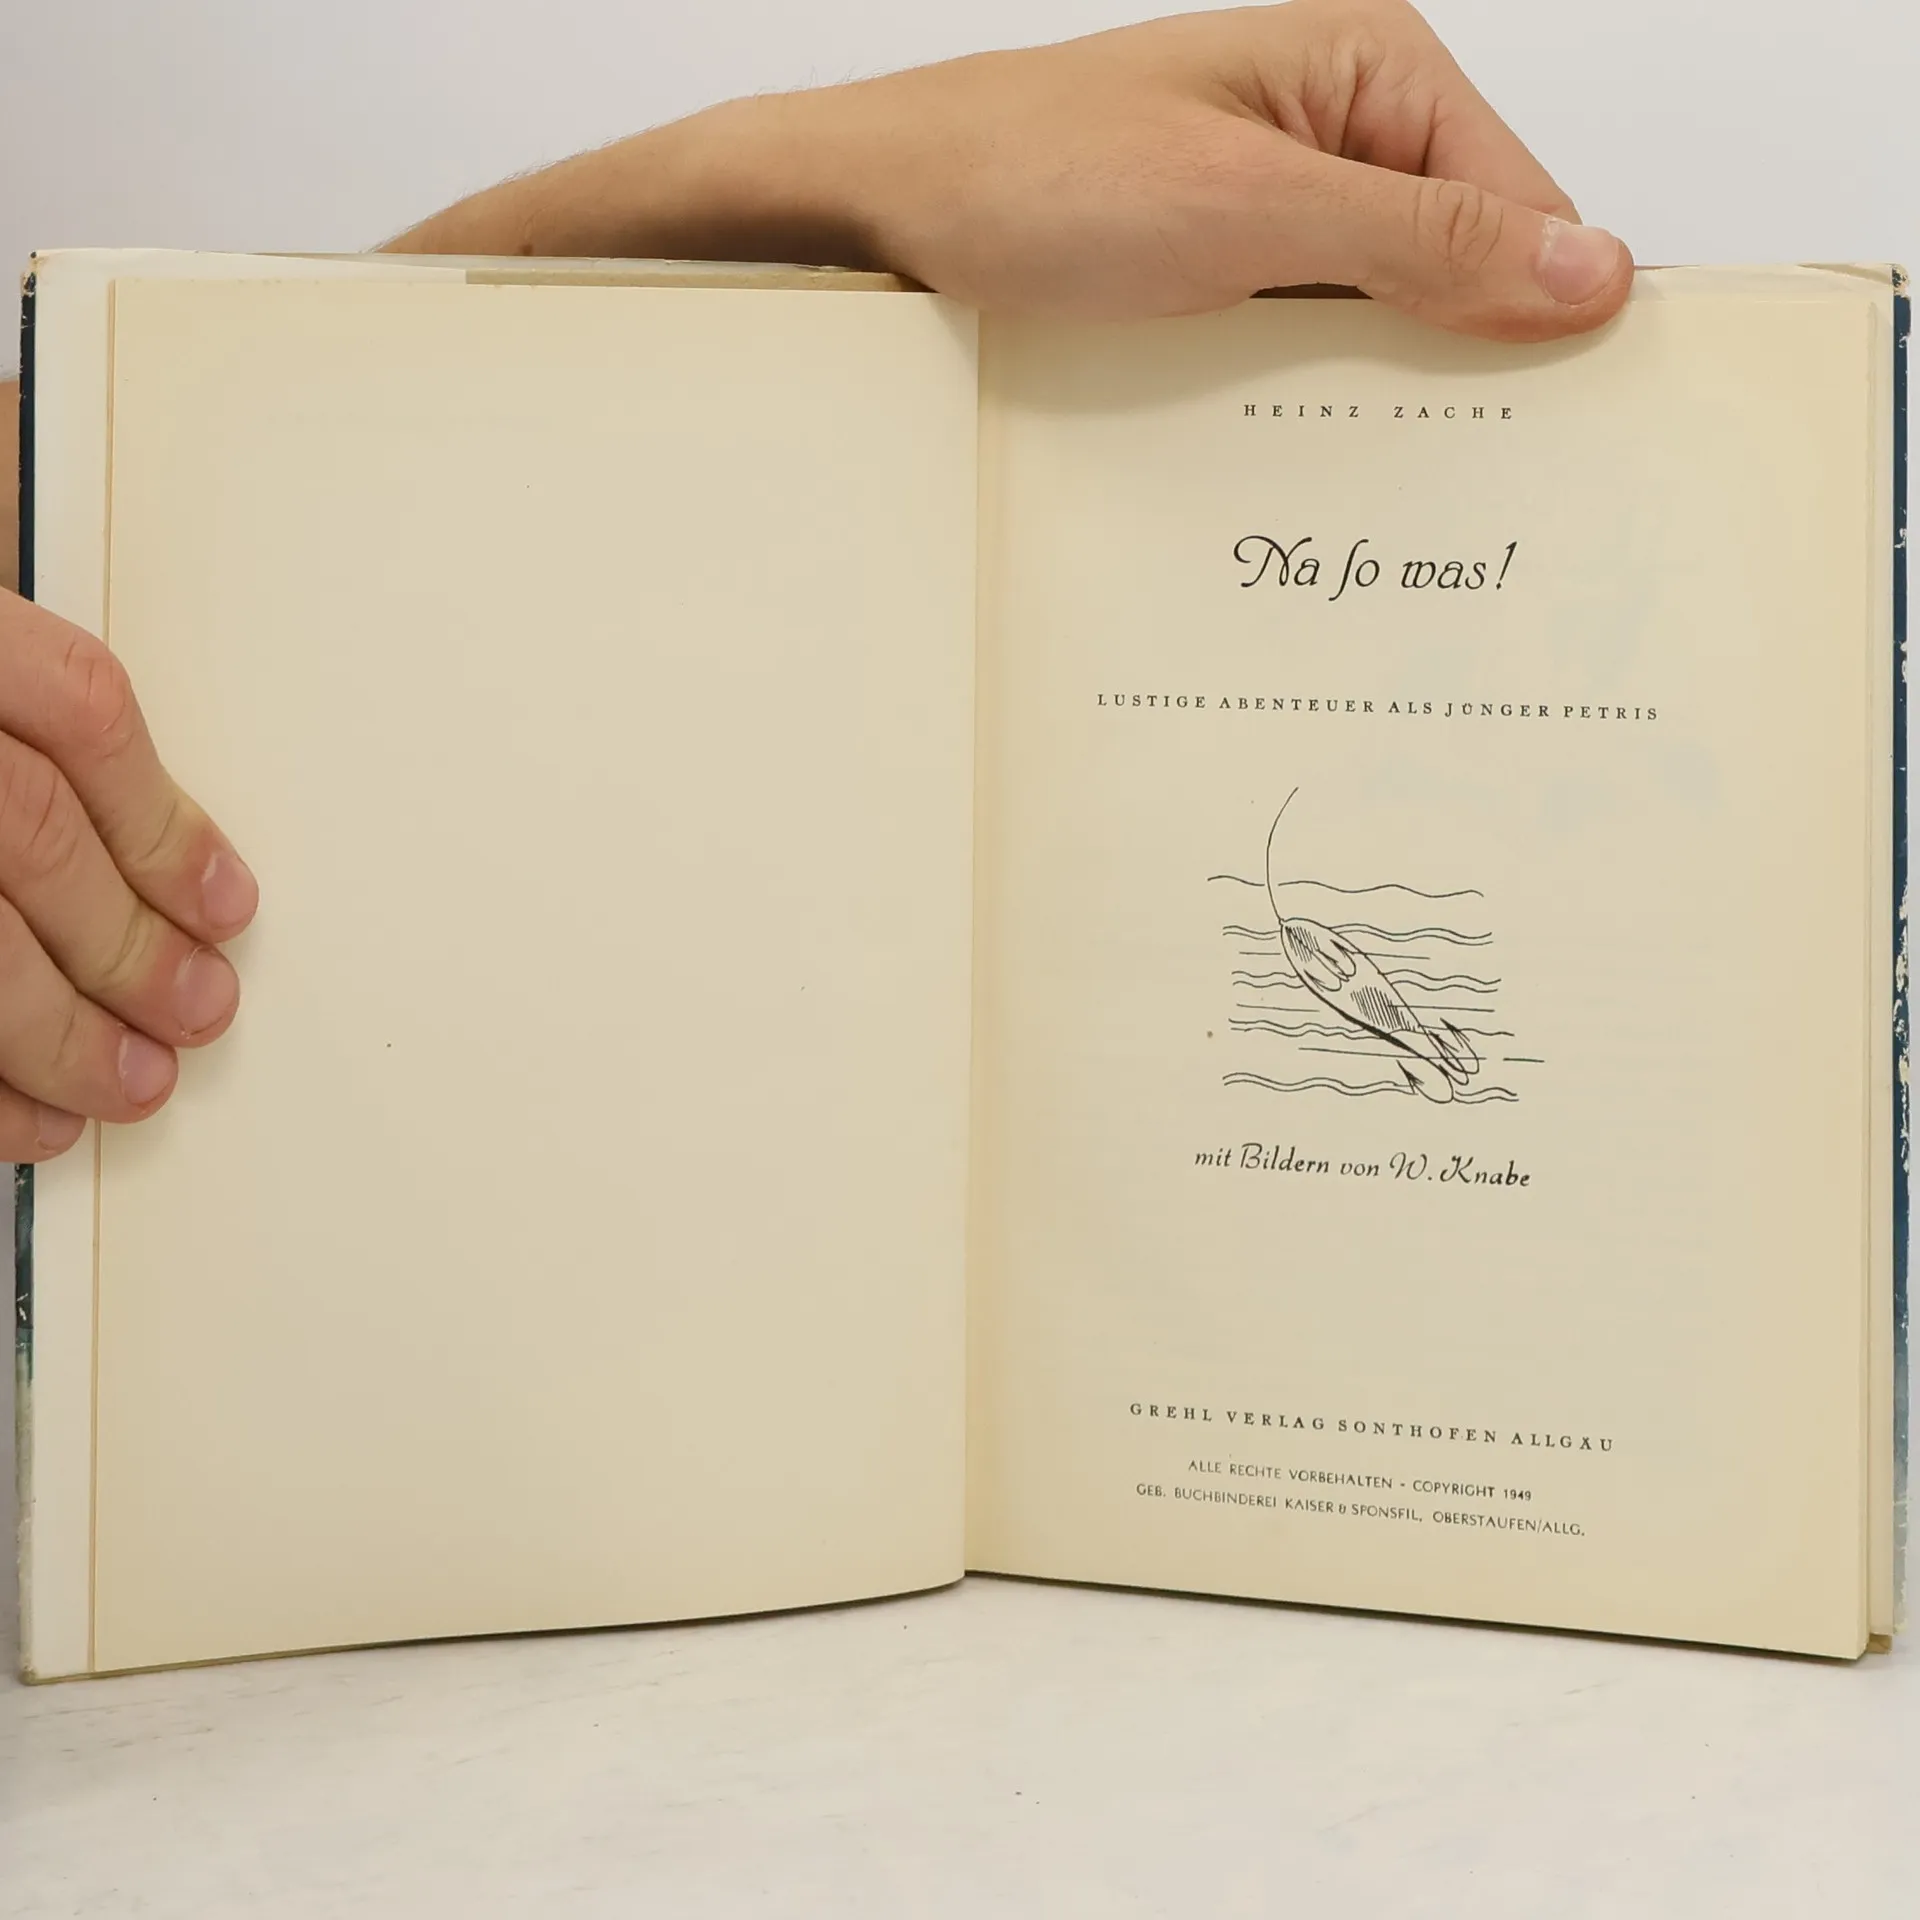 HEINZ ZACHE
Na ſo was!
LUSTIGE ABENTEUER ALS JÜNGER PETRIS
mit Bildern von W. Knabe
GREHL VERLAG SONTHOFEN ALLGÄU
ALLE RECHTE VORBEHALTEN - COPYRIGHT 1949
GEB. BUCHBINDEREI KAISER & SPONSFIL, OBERSTAUFEN/ALLG.